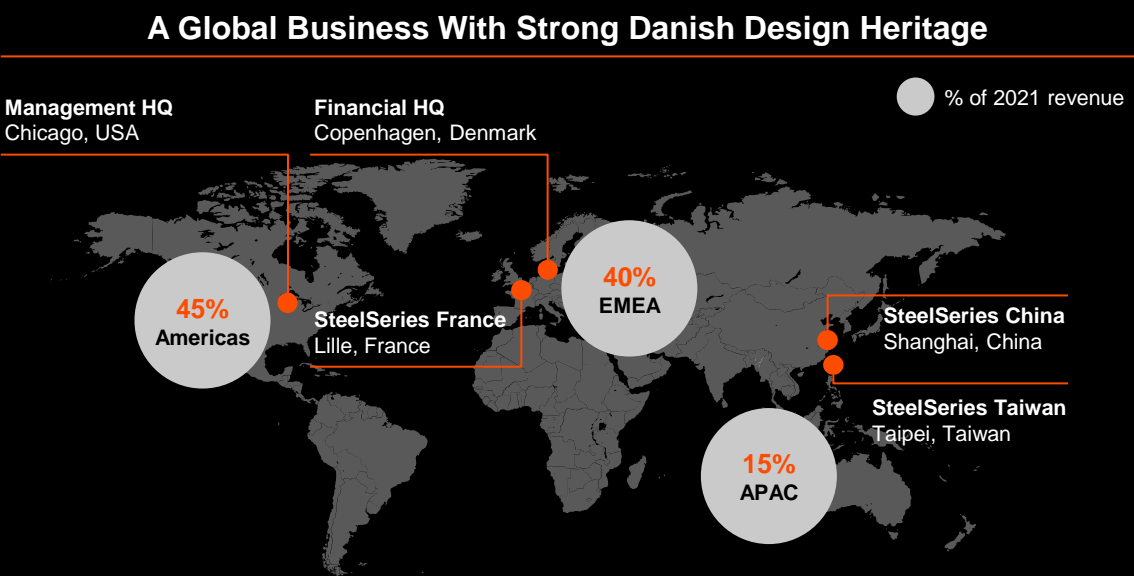 A Global Business With Strong Danish Design Heritage
% of 2021 revenue
Management HQ
Chicago, USA
Financial HQ
Copenhagen, Denmark
45%
Americas
SteelSeries France
Lille, France
40%
EMEA
SteelSeries China
Shanghai, China
SteelSeries Taiwan
Taipei, Taiwan
15%
APAC